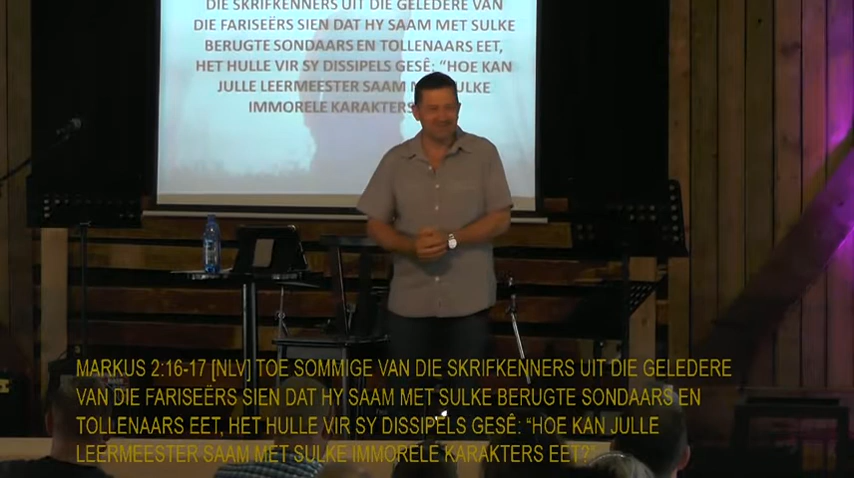 DIE SKRIFKENNERS UIT DIE GELEDERE VAN
DIE FARISEËRS SIEN DAT HY SAAM MET SULKE
BERUGTE SONDAARS EN TOLLENAARS EET,
HET HULLE VIR SY DISSIPELS GESÊ: “HOE KAN
JULLE LEERMEESTER SAAM SULKE
IMMORELE KARAKTERS
MARKUS 2:16-17 [NLV] TOE SOMMIGE VAN DIE SKRIFKENNERS UIT DIE GELEDERE
VAN DIE FARISEËRS SIEN DAT HY SAAM MET SULKE BERUGTE SONDAARS EN
TOLLENAARS EET, HET HULLE VIR SY DISSIPELS GESÊ: “HOE KAN JULLE
LEERMEESTER SAAM MET SULKE IMMORELE KARAKTERS EET?”